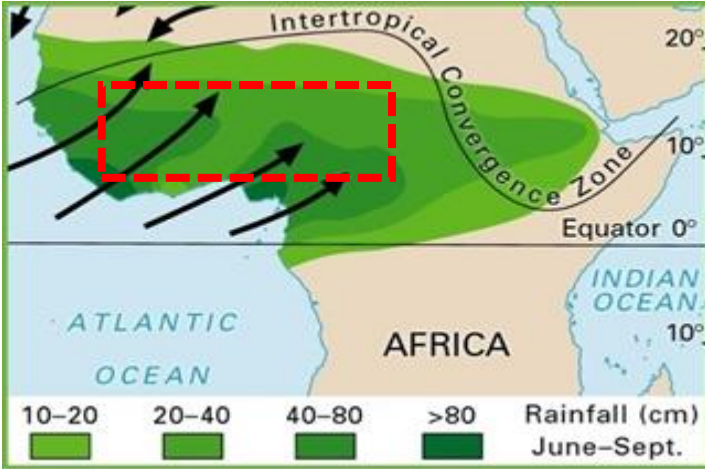 Intertropical Convergence Zone
20°
10°
Equator 0°
INDIAN
OCEAN
ATLANTIC
OCEAN
AFRICA
10°
10–20 20–40 40–80 >80 Rainfall (cm)
June–Sept.